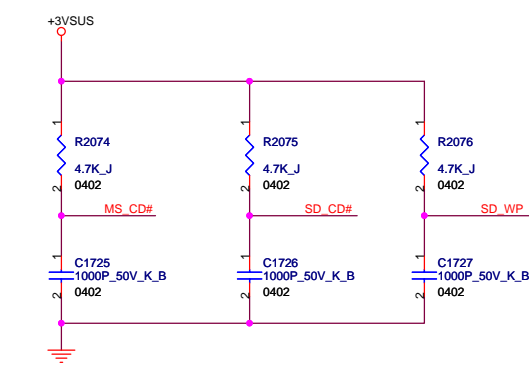 +3VSUS
1
R2074
4.7K_J
2
0402
1
R2075
4.7K_J
2
0402
1
R2076
4.7K_J
2
0402
MS_CD#
SD_CD#
SD_WP
1
C1725
1000P_50V_K_B
2
0402
1
C1726
1000P_50V_K_B
2
0402
1
C1727
1000P_50V_K_B
2
0402